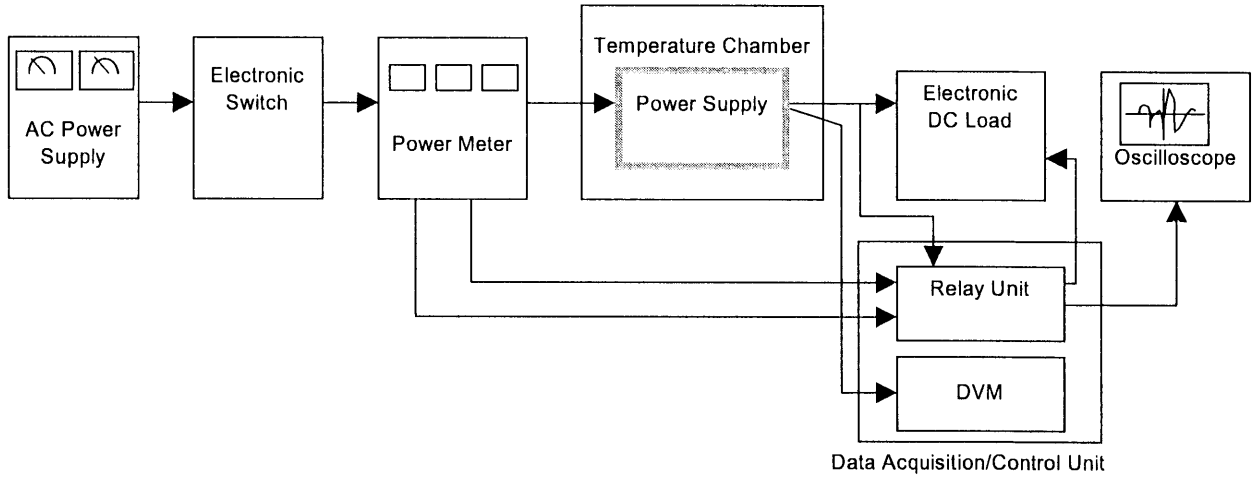 AC Power
Supply
Electronic
Switch
Power Meter
Temperature Chamber
Power Supply
Electronic
DC Load
Oscilloscope
Relay Unit
DVM
Data Acquisition/Control Unit